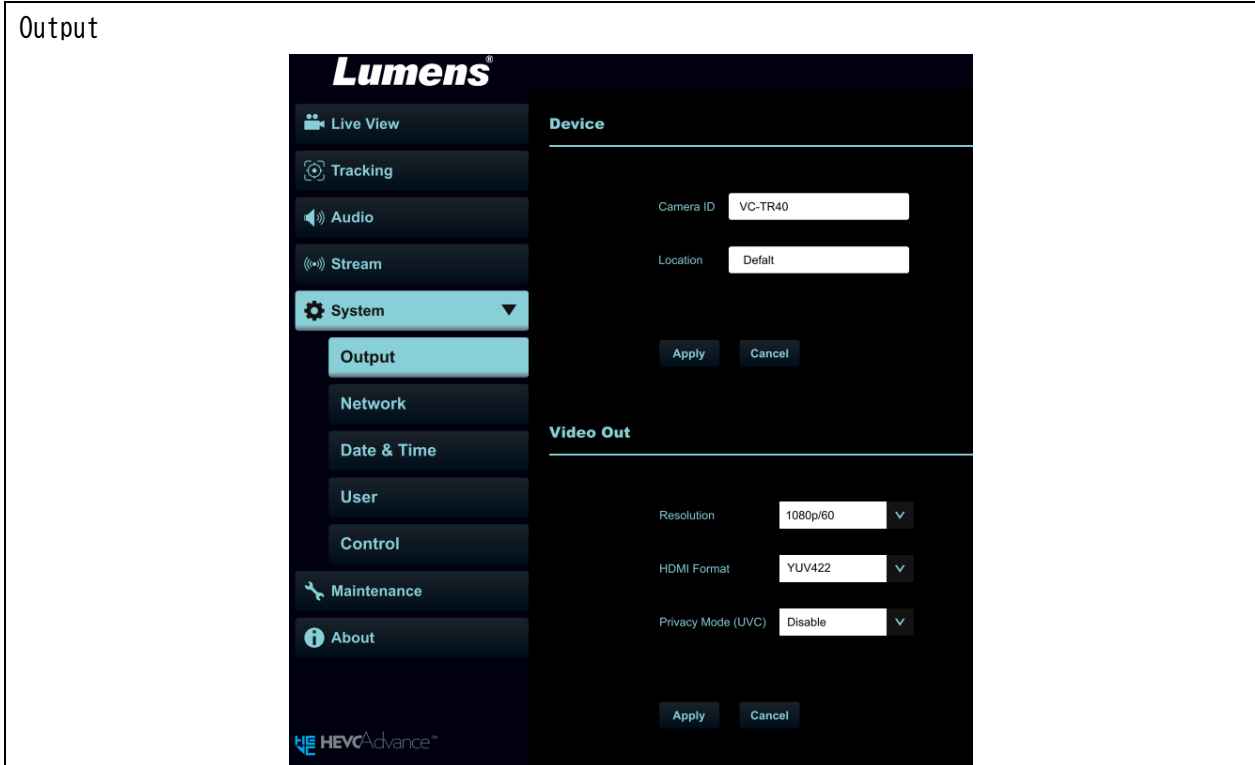 Output
Lumens®
Live View
Tracking
Audio
Stream
System
Output
Network
Date & Time
User
Control
Maintenance
About
HEVC HEVCAdvance™
Device
Camera ID VC-TR40
Location Defalt
Apply Cancel
Video Out
Resolution 1080p/60
HDMI Format YUV422
Privacy Mode (UVC) Disable
Apply Cancel